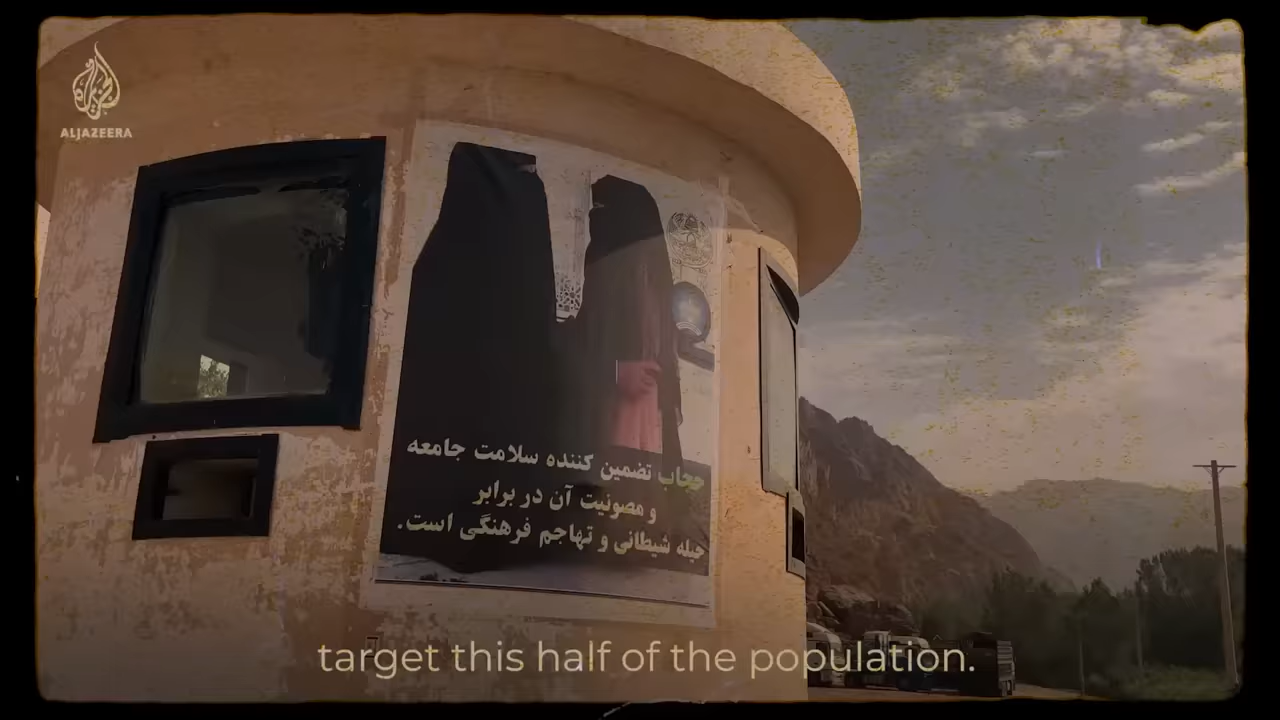 ALJAZEERA
حجاب تضمین کننده سلامت جامعه
و مصونیت آن در برابر
حیله شیطانی و تهاجم فرهنگی است.
target this half of the population.